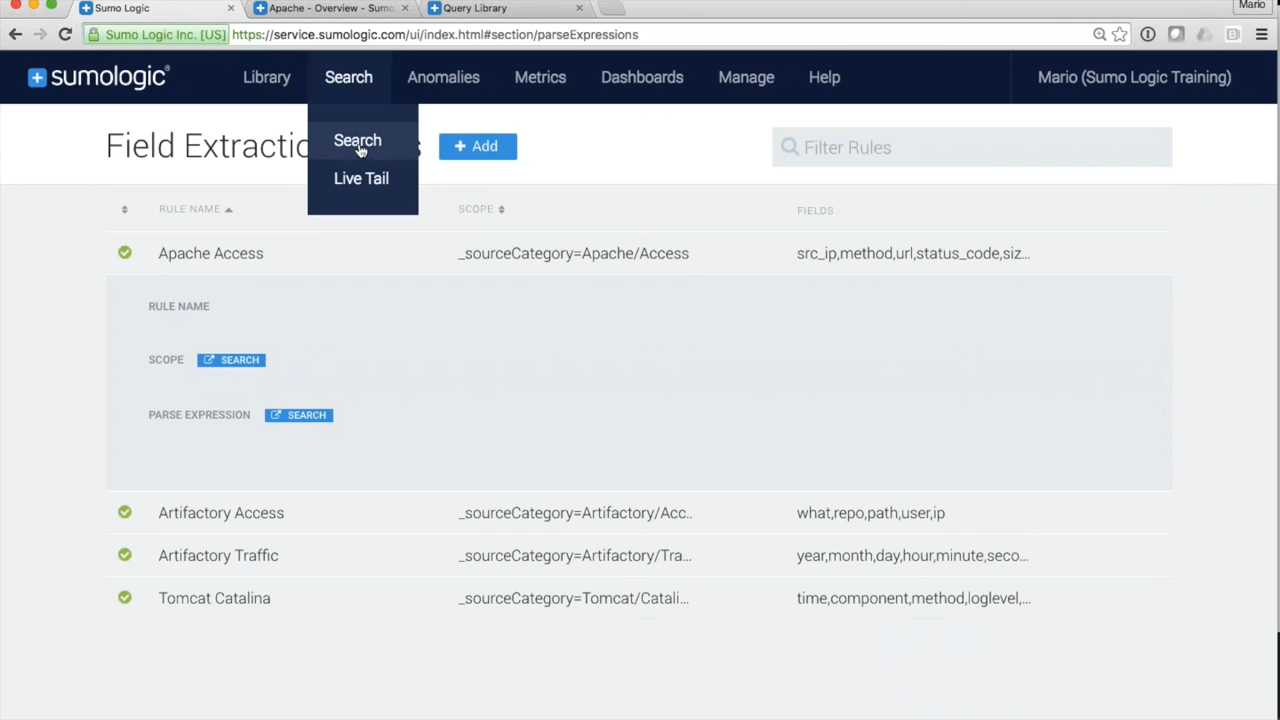 Mario
Sumo Logic
Apache - Overview - Sumo
Query Library
Sumo Logic Inc. [US] https://service.sumologic.com/ui/index.html#section/parseExpressions
sumologic® Library Search Anomalies Metrics Dashboards Manage Help Mario (Sumo Logic Training)
Search
Live Tail
Field Extractio s + Add Filter Rules
RULE NAME SCOPE FIELDS
Apache Access _sourceCategory=Apache/Access src_ip,method,url,status_code,siz...
RULE NAME
SCOPE SEARCH
PARSE EXPRESSION SEARCH
Artifactory Access _sourceCategory=Artifactory/Acc.. what,repo,path,user,ip
Artifactory Traffic _sourceCategory=Artifactory/Tra... year,month,day,hour,minute,seco...
Tomcat Catalina _sourceCategory=Tomcat/Catali... time,component,method,loglevel,...